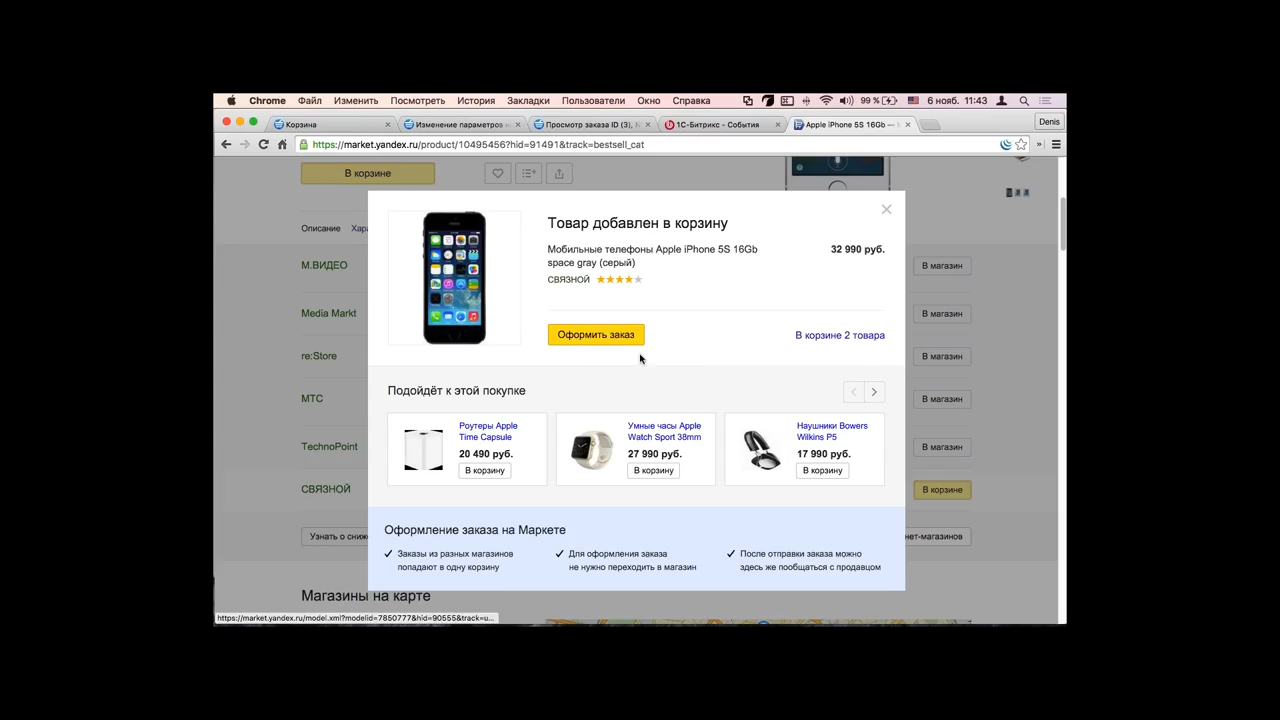 Chrome Файл Изменить Посмотреть История Закладки Пользователи Окно Справка 99 % 6 нояб. 11:43
Корзина
Изменение параметров
Просмотр заказа ID (3),
1С-Битрикс - События
Apple iPhone 5S 16Gb —
Denis
https://market.yandex.ru/product/10495456?hid=91491&track=bestsell_cat
В корзине
Описание
Товар добавлен в корзину
Мобильные телефоны Apple iPhone 5S 16Gb space gray (серый)
32 990 руб.
СВЯЗНОЙ
Оформить заказ
В корзине 2 товара
Подойдёт к этой покупке
Роутеры Apple
Time Capsule
20 490 руб.
В корзину
Умные часы Apple
Watch Sport 38mm
27 990 руб.
В корзину
Наушники Bowers
Wilkins P5
17 990 руб.
В корзину
Оформление заказа на Маркете
Заказы из разных магазинов
попадают в одну корзину
Для оформления заказа
не нужно переходить в магазин
После отправки заказа можно
здесь же пообщаться с продавцом
М.ВИДЕО
В магазин
Media Markt
В магазин
re:Store
В магазин
МТС
В магазин
TechnoPoint
В магазин
СВЯЗНОЙ
В корзине
Узнать о
Магазины на карте
https://market.yandex.ru/model.xml?modelid=7850777&hid=90555&track=u...